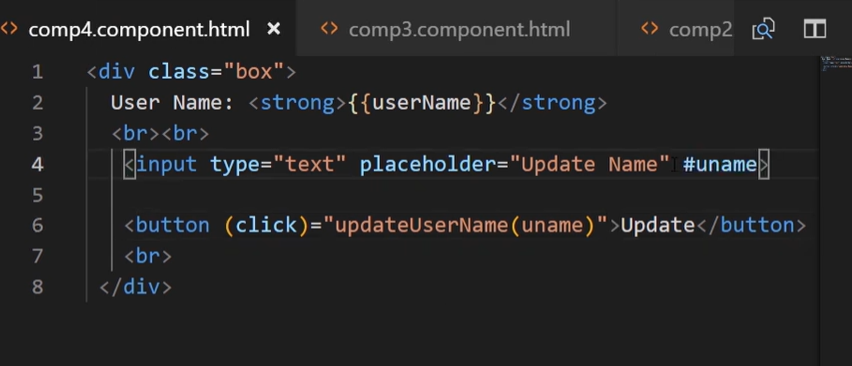 comp4.component.html × comp3.component.html comp2
1 <div class="box">
2 User Name: <strong>{{userName}}</strong>
3 <br><br>
4 <input type="text" placeholder="Update Name" #uname>
5
6 <button (click)="updateUserName(uname)">Update</button>
7 <br>
8 </div>